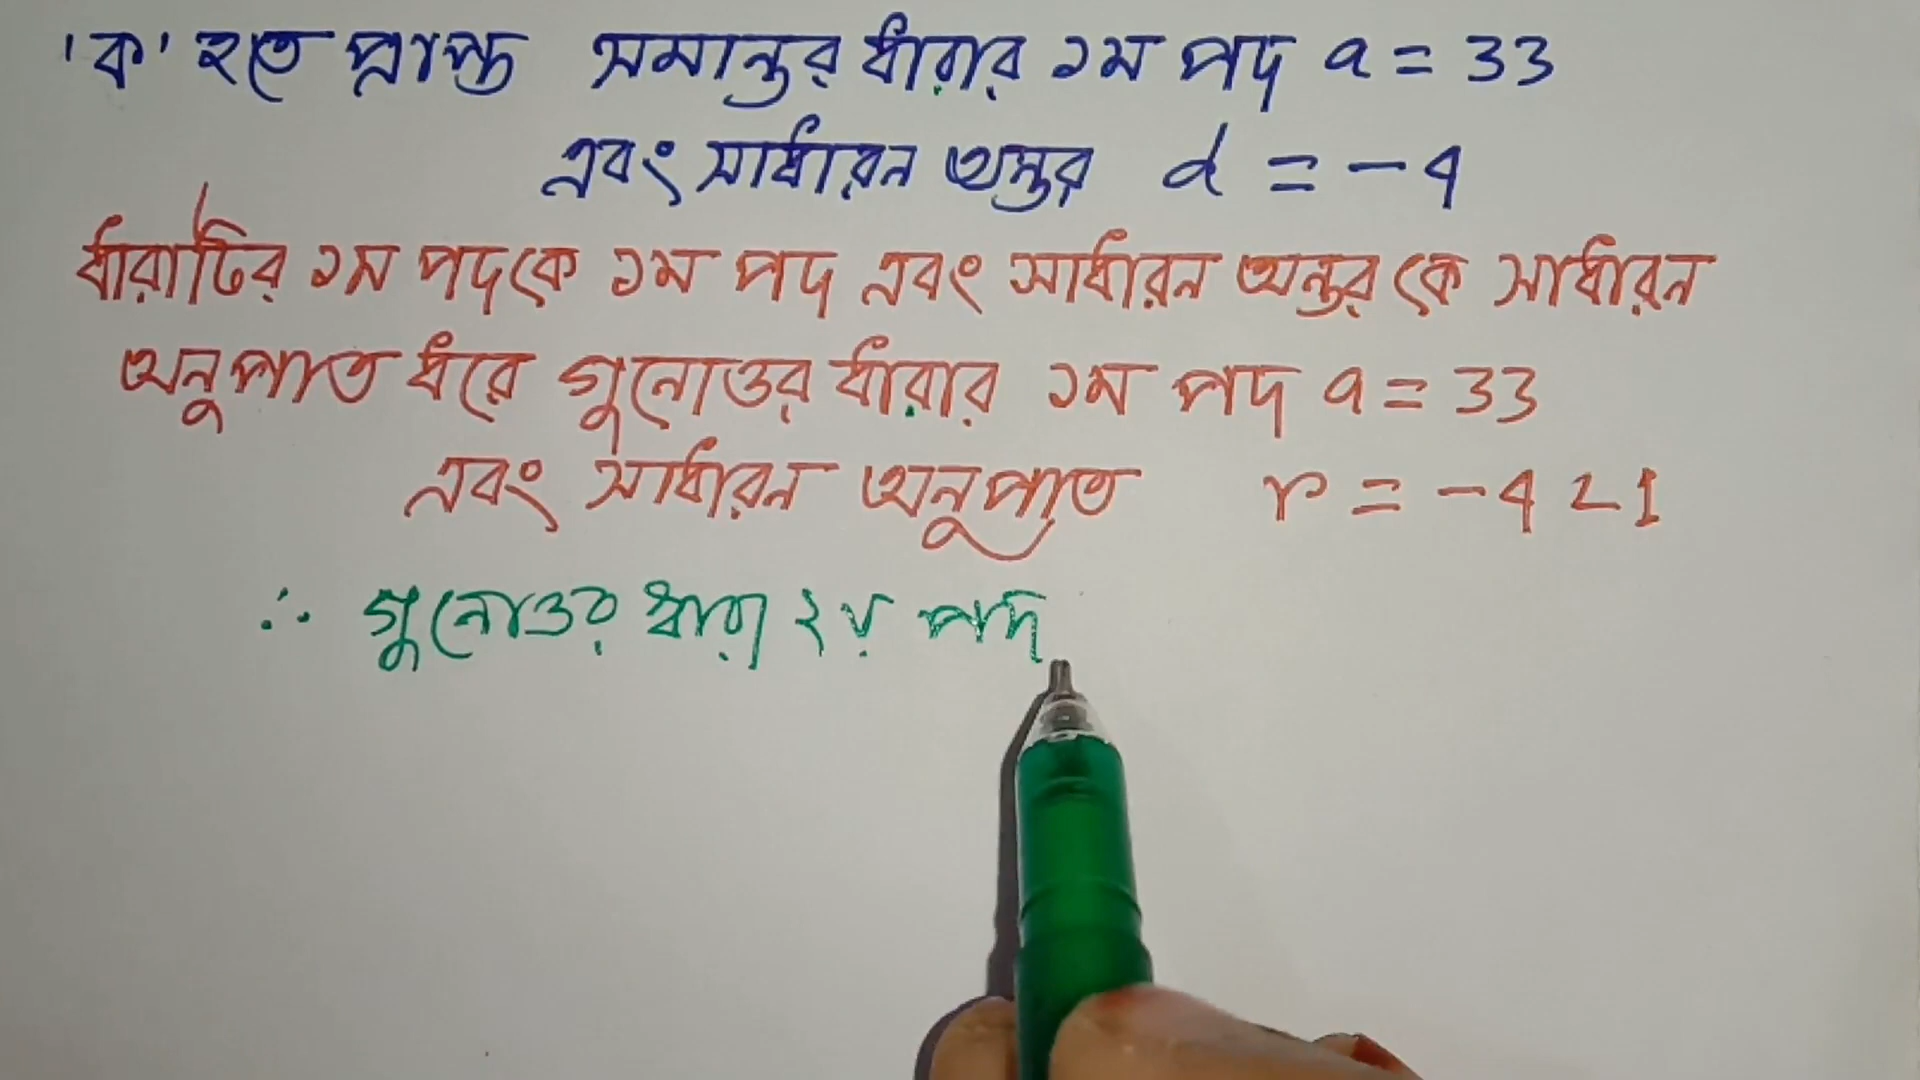 'ক' হতে প্রাপ্ত সমান্তর ধারার ১ম পদ a = 33
এবং সাধারন অন্তর d = -4
ধারাটির ১ম পদকে ১ম পদ এবং সাধারন অন্তরকে সাধারন
অনুপাত ধরে গুনোত্তর ধারার ১ম পদ a = 33
এবং সাধারন অনুপাত r = -4 < 1
∴ গুনোত্তর ধারা ২য় পদ